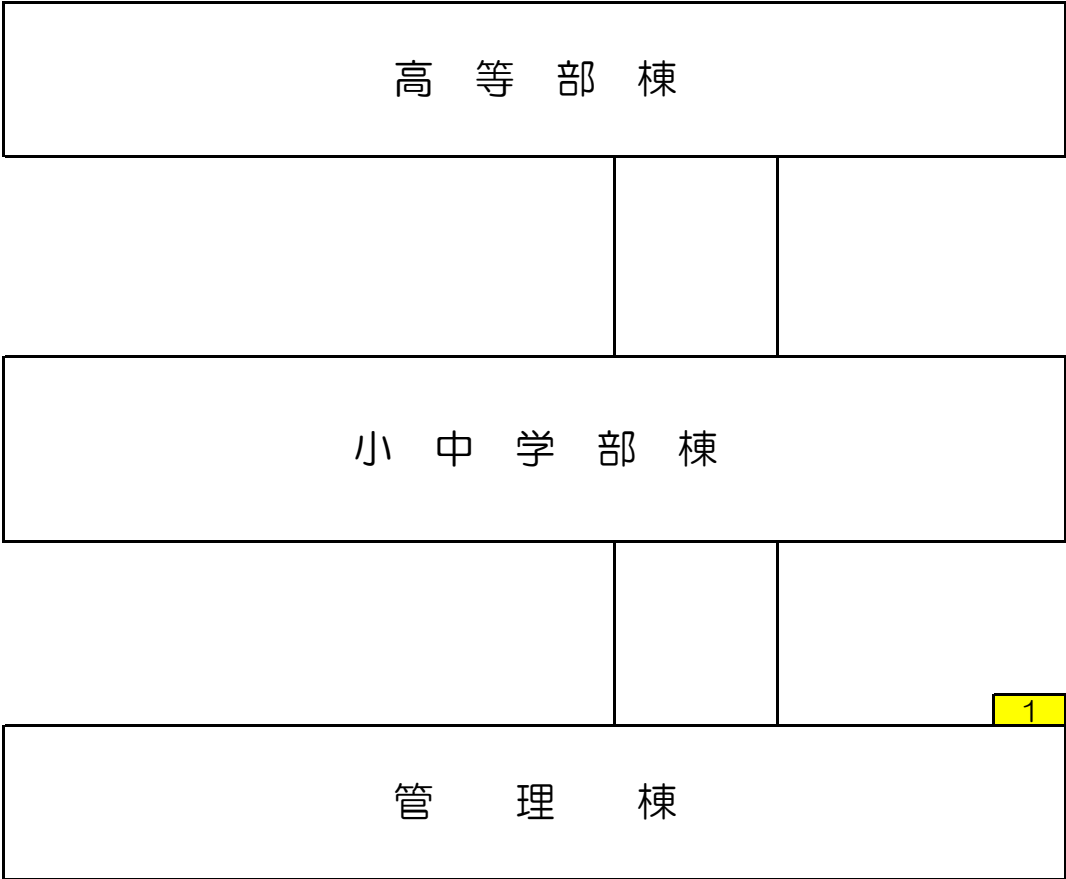 高 等 部 棟
小 中 学 部 棟
1
管 理 棟